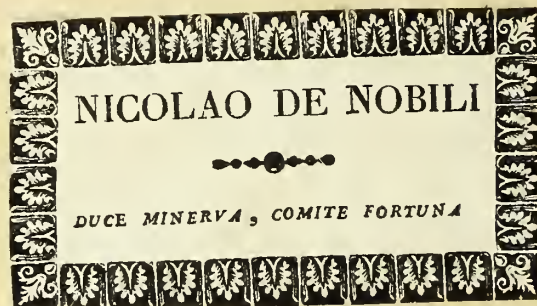 NICOLAO DE NOBILI
DUCE MINERVA, COMITE FORTUNA